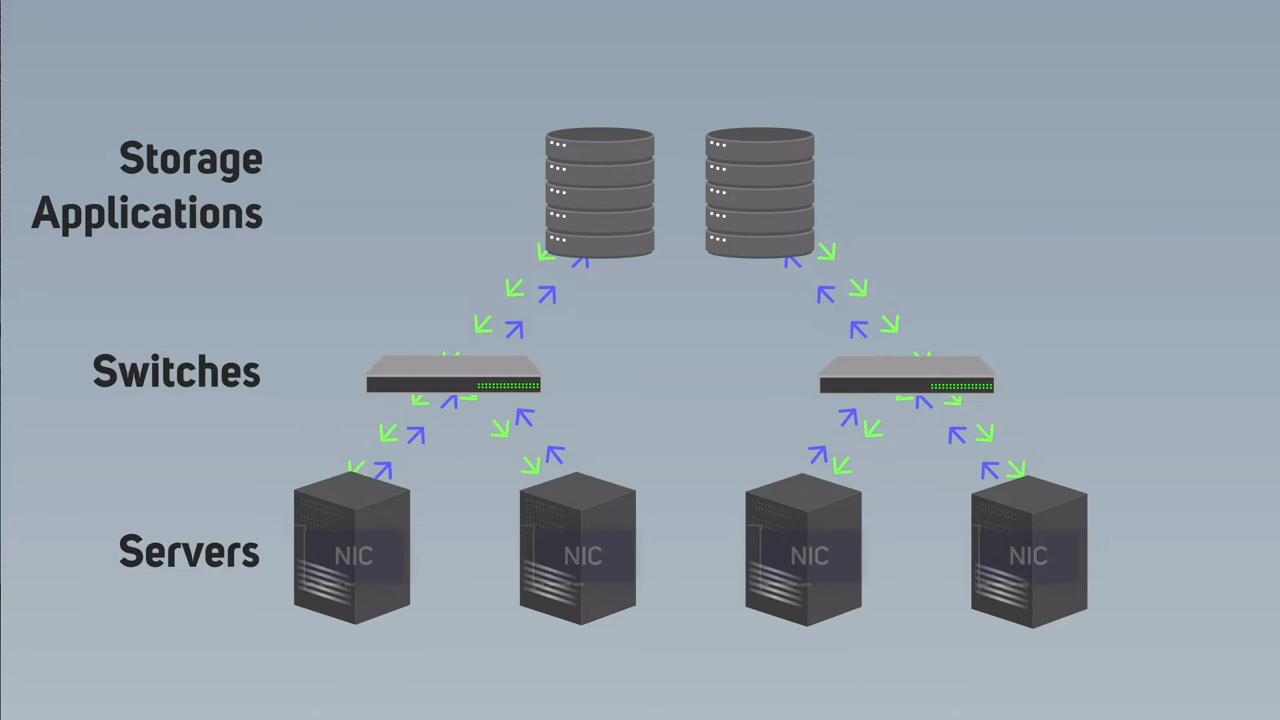 Storage
Applications
Switches
Servers
NIC
NIC
NIC
NIC